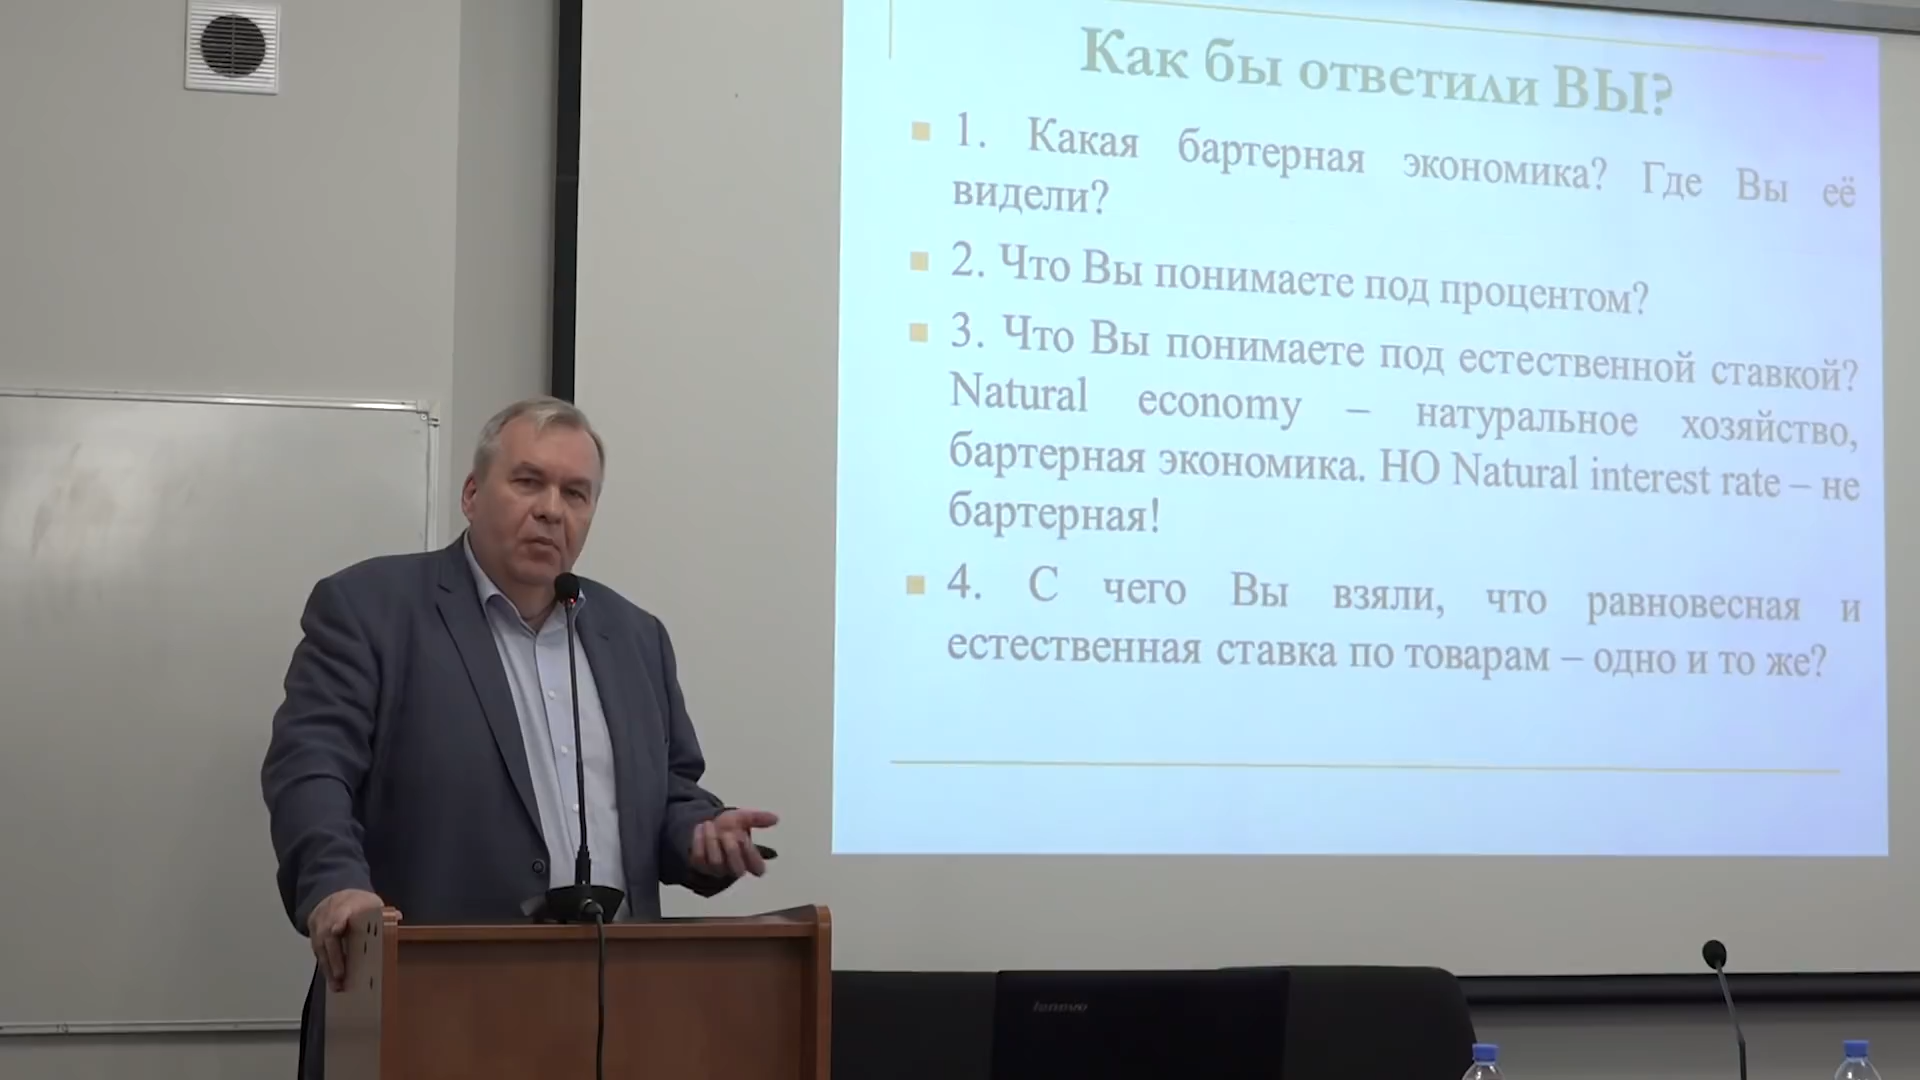 Как бы ответили ВЫ?
1. Какая бартерная экономика? Где Вы её
видели?
2. Что Вы понимаете под процентом?
3. Что Вы понимаете под естественной ставкой?
Natural economy – натуральное хозяйство,
бартерная экономика. НО Natural interest rate – не
бартерная!
4. С чего Вы взяли, что равновесная и
естественная ставка по товарам – одно и то же?
lenovo